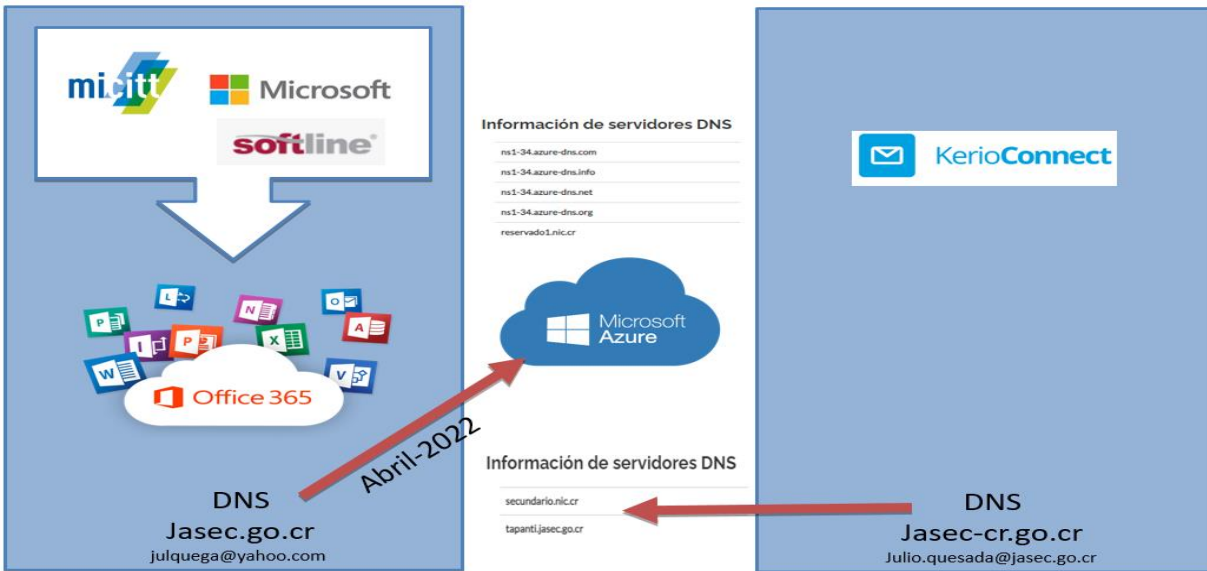 micitt
Microsoft
softline®
Office 365
DNS
Jasec.go.cr
julquega@yahoo.com
Abril-2022
Información de servidores DNS
ns1-34.azure-dns.com
ns1-34.azure-dns.info
ns1-34.azure-dns.net
ns1-34.azure-dns.org
reservado1.nic.cr
Microsoft
Azure
Información de servidores DNS
secundario.nic.cr
tapanti.jasec.go.cr
KerioConnect
DNS
Jasec-cr.go.cr
Julio.quesada@jasec.go.cr